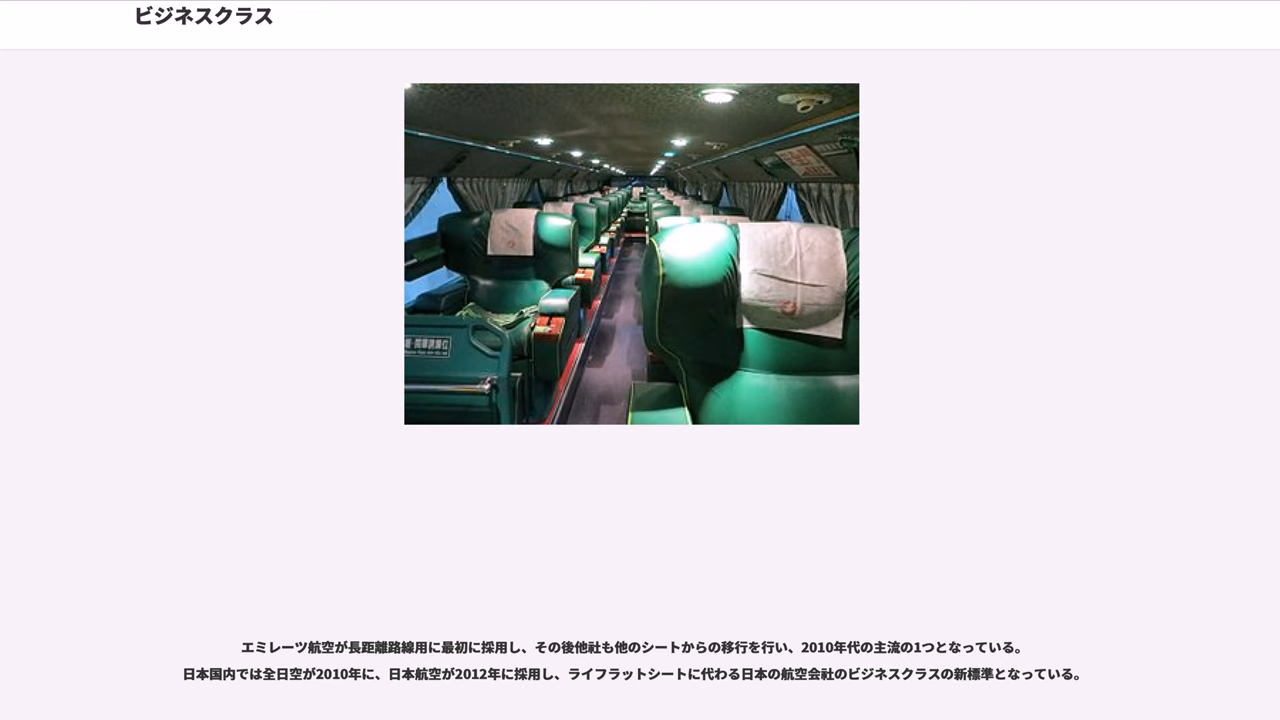 ビジネスクラス
エミレーツ航空が長距離路線用に最初に採用し、その後他社も他のシートからの移行を行い、2010年代の主流の1つとなっている。
日本国内では全日空が2010年に、日本航空が2012年に採用し、ライフラットシートに代わる日本の航空会社のビジネスクラスの新標準となっている。